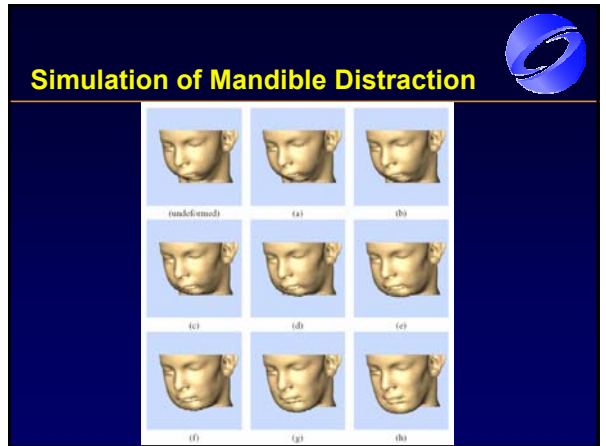 Simulation of Mandible Distraction
(undeformed) (a) (b)
(c) (d) (e)
(f) (g) (h)